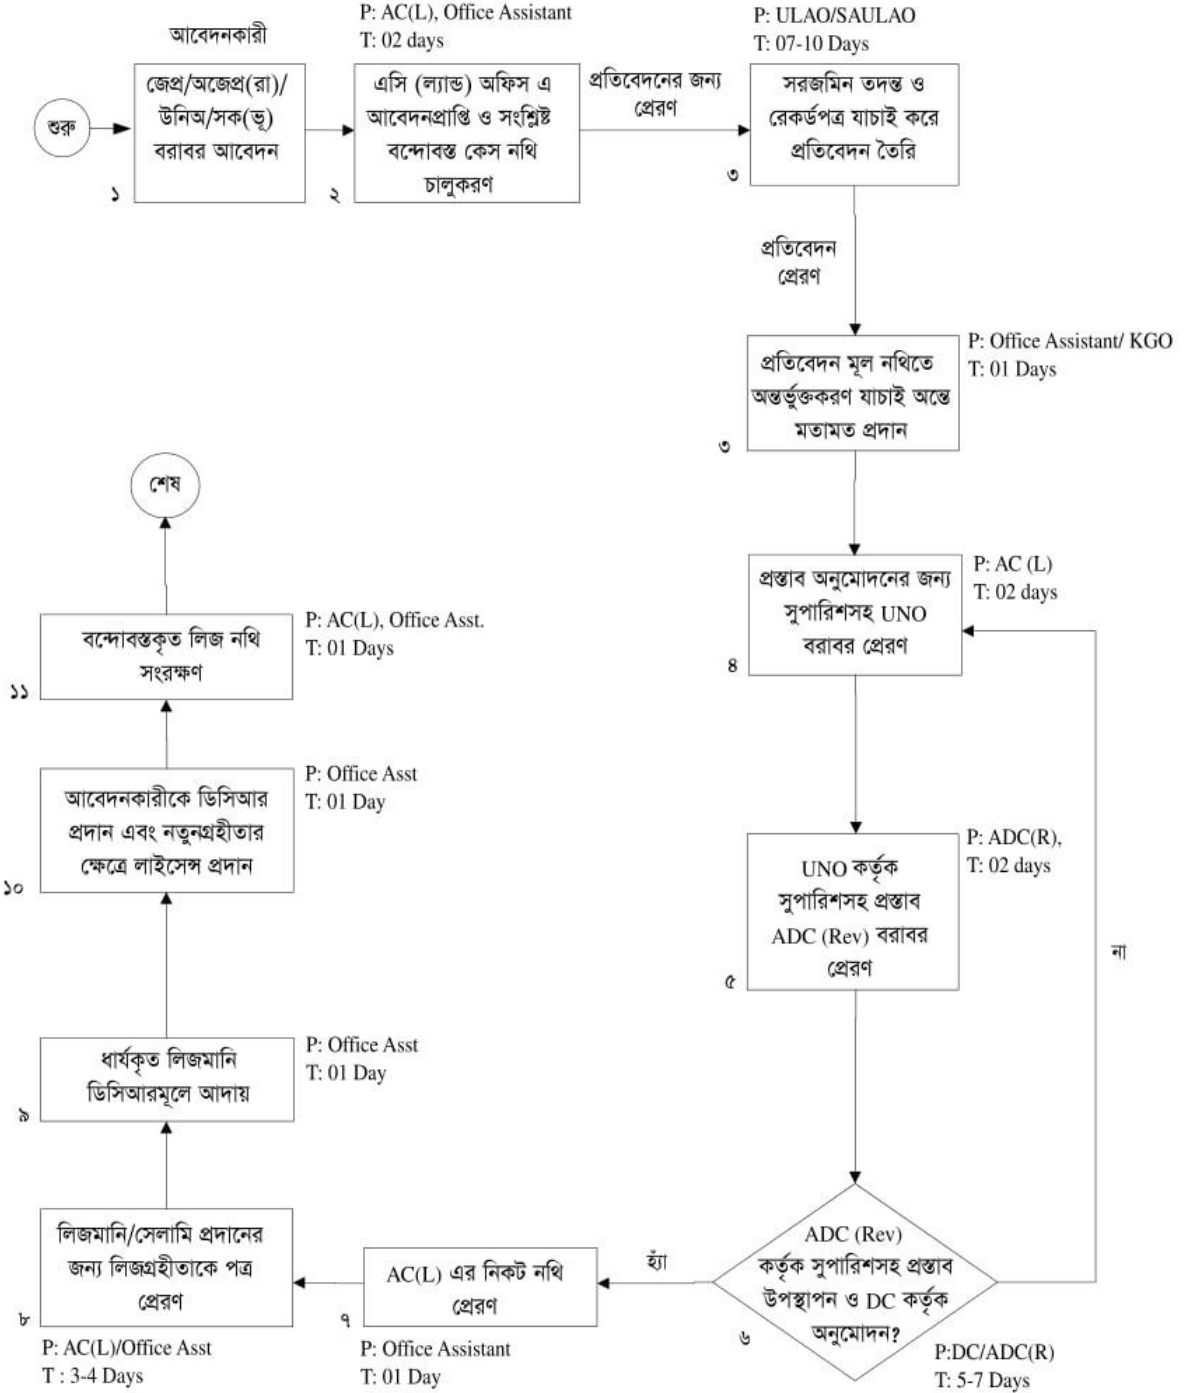 আবেদনকারী
শুরু
জেপ্র/অজেপ্র(রা)/
উনিঅ/সক(ভূ)
বরাবর আবেদন
১
P: AC(L), Office Assistant
T: 02 days
এসি (ল্যান্ড) অফিস এ
আবেদনপ্রাপ্তি ও সংশ্লিষ্ট
বন্দোবস্ত কেস নথি
চালুকরণ
২
প্রতিবেদনের জন্য
প্রেরণ
P: ULAO/SAULAO
T: 07-10 Days
সরজমিন তদন্ত ও
রেকর্ডপত্র যাচাই করে
প্রতিবেদন তৈরি
৩
প্রতিবেদন
প্রেরণ
P: Office Assistant/ KGO
T: 01 Days
প্রতিবেদন মূল নথিতে
অন্তর্ভুক্তকরণ যাচাই অন্তে
মতামত প্রদান
৩
P: AC (L)
T: 02 days
প্রস্তাব অনুমোদনের জন্য
সুপারিশসহ UNO
বরাবর প্রেরণ
৪
P: ADC(R),
T: 02 days
UNO কর্তৃক
সুপারিশসহ প্রস্তাব
ADC (Rev) বরাবর
প্রেরণ
৫
না
ADC (Rev)
কর্তৃক সুপারিশসহ প্রস্তাব
উপস্থাপন ও DC কর্তৃক
অনুমোদন?
৬
P:DC/ADC(R)
T: 5-7 Days
হ্যাঁ
AC(L) এর নিকট নথি
প্রেরণ
৭
P: Office Assistant
T: 01 Day
লিজমানি/সেলামি প্রদানের
জন্য লিজগ্রহীতাকে পত্র
প্রেরণ
৮
P: AC(L)/Office Asst
T : 3-4 Days
ধার্যকৃত লিজমানি
ডিসিআরমূলে আদায়
৯
P: Office Asst
T: 01 Day
আবেদনকারীকে ডিসিআর
প্রদান এবং নতুনগ্রহীতার
ক্ষেত্রে লাইসেন্স প্রদান
১০
P: Office Asst
T: 01 Day
বন্দোবস্তকৃত লিজ নথি
সংরক্ষণ
১১
P: AC(L), Office Asst.
T: 01 Days
শেষ